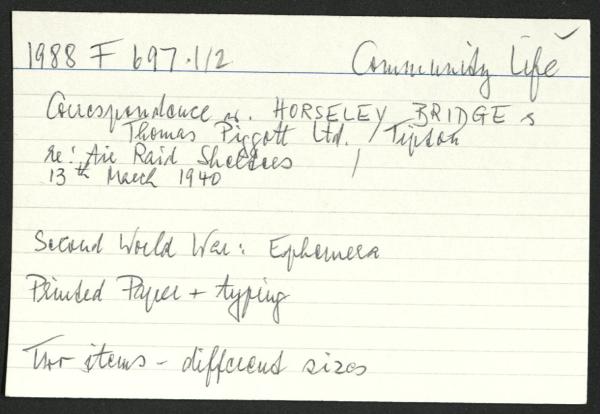 1988 F 697.1/2 Community Life
Correspondence HORSELEY BRIDGE &
Thomas Piggott Ltd. / Tipton
re: Air Raid Shelters /
13th March 1940
Second World War: Ephemera
Printed Paper + typing
Two items - different sizes